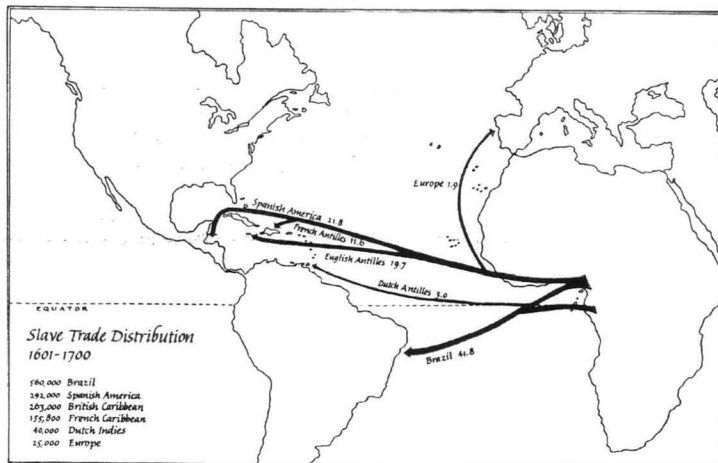 Europe 1.9
Spanish America 21.8
French Antilles 11.6
English Antilles 19.7
Dutch Antilles 3.0
EQUATOR
Brazil 41.8
Slave Trade Distribution
1601-1700
560,000 Brazil
292,000 Spanish America
263,000 British Caribbean
155,800 French Caribbean
40,000 Dutch Indies
25,000 Europe